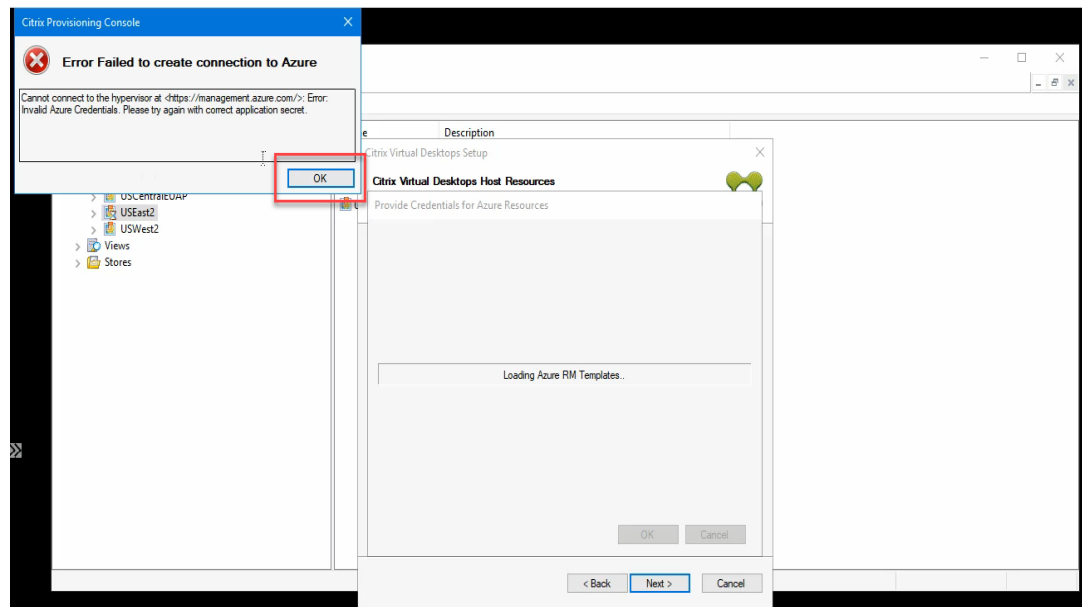 Citrix Provisioning Console
Error Failed to create connection to Azure
Cannot connect to the hypervisor at <https://management.azure.com/>: Error:
Invalid Azure Credentials. Please try again with correct application secret.
OK
Description
Citrix Virtual Desktops Setup
Citrix Virtual Desktops Host Resources
Provide Credentials for Azure Resources
USCentralEUAP
USEast2
USWest2
Views
Stores
Loading Azure RM Templates..
OK Cancel
< Back Next > Cancel